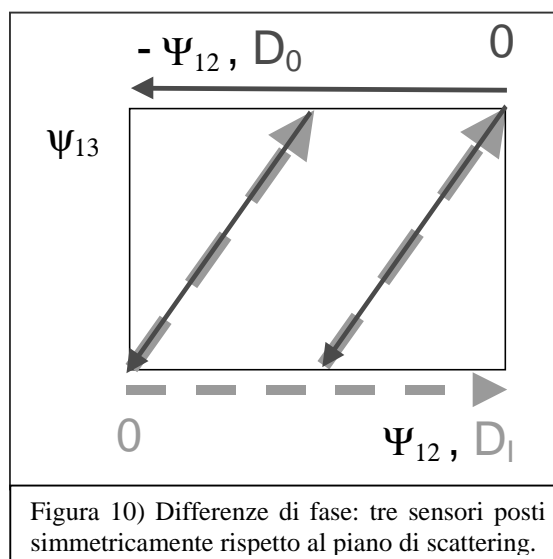 - Ψ12 , D0 0
ψ13
0 Ψ12 , DI
Figura 10) Differenze di fase: tre sensori posti
simmetricamente rispetto al piano di scattering.